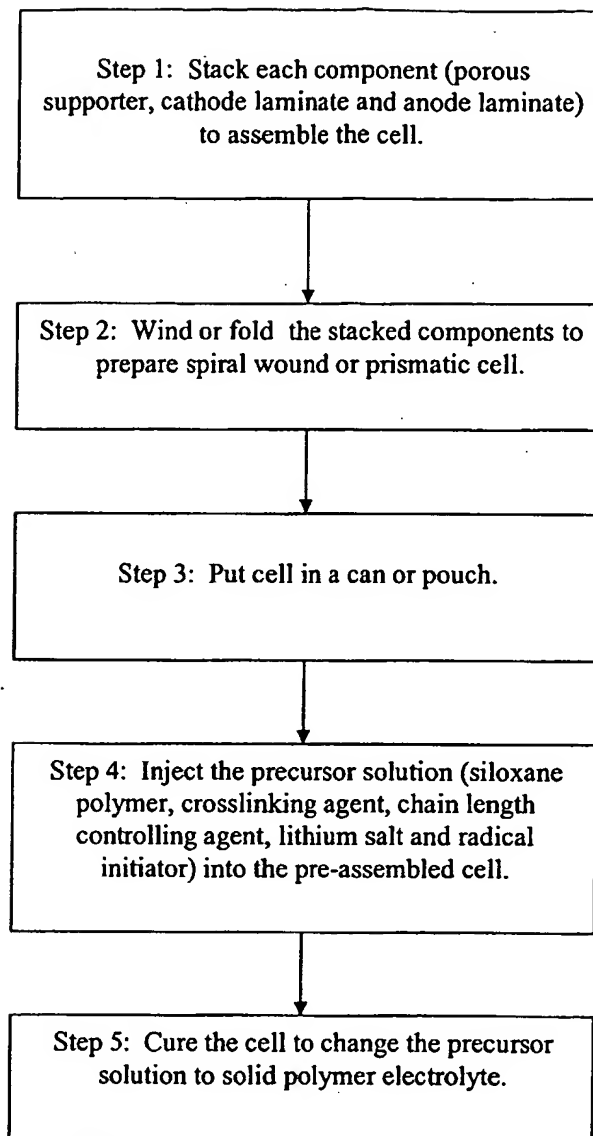 Step 1: Stack each component (porous
supporter, cathode laminate and anode laminate)
to assemble the cell.
Step 2: Wind or fold the stacked components to
prepare spiral wound or prismatic cell.
Step 3: Put cell in a can or pouch.
Step 4: Inject the precursor solution (siloxane
polymer, crosslinking agent, chain length
controlling agent, lithium salt and radical
initiator) into the pre-assembled cell.
Step 5: Cure the cell to change the precursor
solution to solid polymer electrolyte.